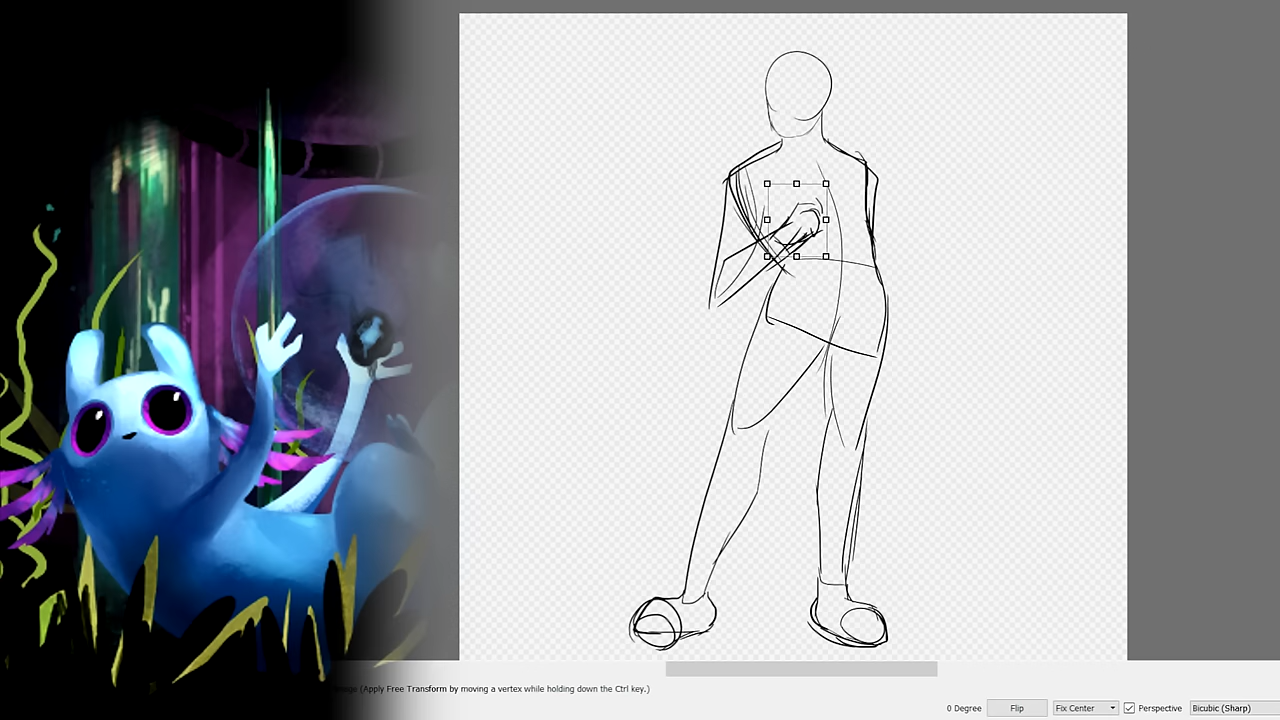 (Apply Free Transform by moving a vertex while holding down the Ctrl key.)
0 Degree Flip Fix Center Perspective Bicubic (Sharp)